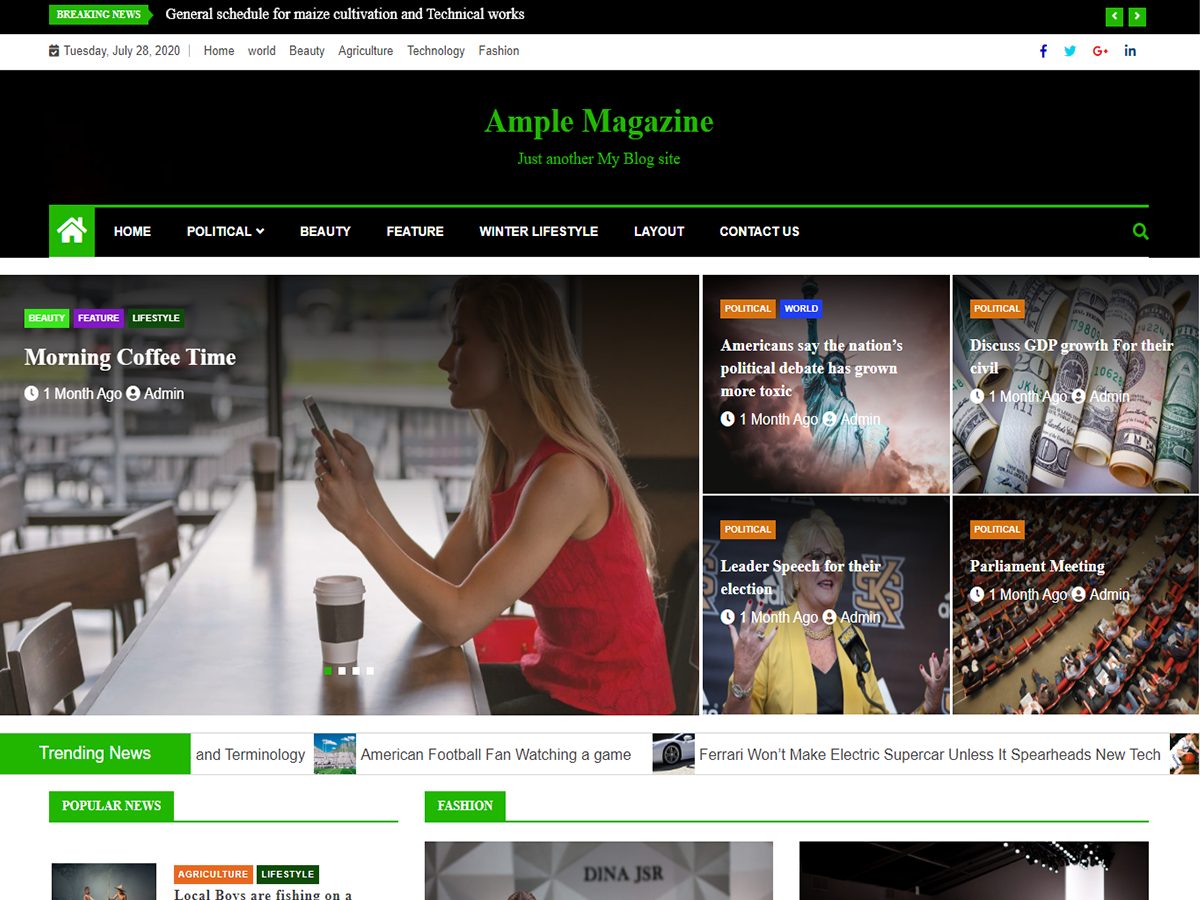 BREAKING NEWS General schedule for maize cultivation and Technical works
Tuesday, July 28, 2020 Home world Beauty Agriculture Technology Fashion
Ample Magazine
Just another My Blog site
HOME POLITICAL BEAUTY FEATURE WINTER LIFESTYLE LAYOUT CONTACT US
BEAUTY FEATURE LIFESTYLE
Morning Coffee Time
1 Month Ago Admin
POLITICAL WORLD
Americans say the nation’s
political debate has grown
more toxic
1 Month Ago Admin
POLITICAL
Discuss GDP growth For their
civil
1 Month Ago Admin
POLITICAL
Leader Speech for their
election
1 Month Ago Admin
POLITICAL
Parliament Meeting
1 Month Ago Admin
Trending News and Terminology American Football Fan Watching a game Ferrari Won’t Make Electric Supercar Unless It Spearheads New Tech
POPULAR NEWS
AGRICULTURE LIFESTYLE
Local Boys are fishing on a
FASHION
DINA JSR